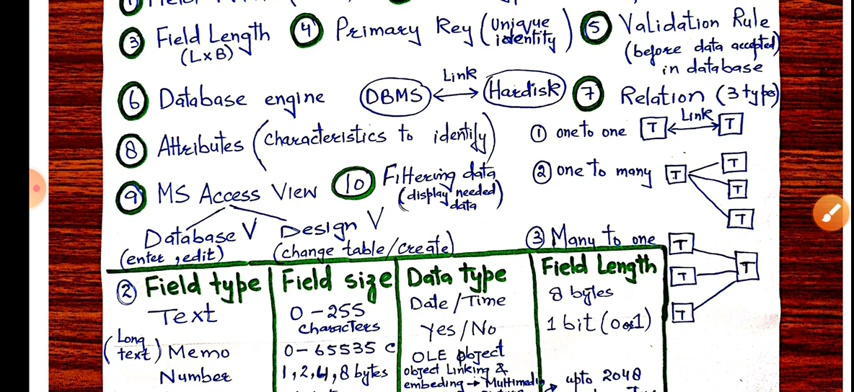 ③ Field Length
(L×B)
④ Primary Key (Unique
identity)
⑤ Validation Rule
(before data accepted)
in database
⑥ Database engine
DBMS
Link
Hardisk
⑦ Relation (3 type)
⑧ Attributes (characteristics to identify)
① one to one
T
Link
T
② one to many
T
T
T
T
⑨ MS Access View
⑩ Filtering data
(display needed
data)
Database V
(enter, edit)
Design V
(change table/create)
③ Many to one
T
T
T
T
② Field type
Text
(Long
text) Memo
Number
Field size
0-255
characters
0-65535 c
1,2,4,8 bytes
Data type
Date/Time
Yes/No
OLE object
object Linking &
embeding → Multimedia
Field Length
8 bytes
1 bit (0 or 1)
upto 2048